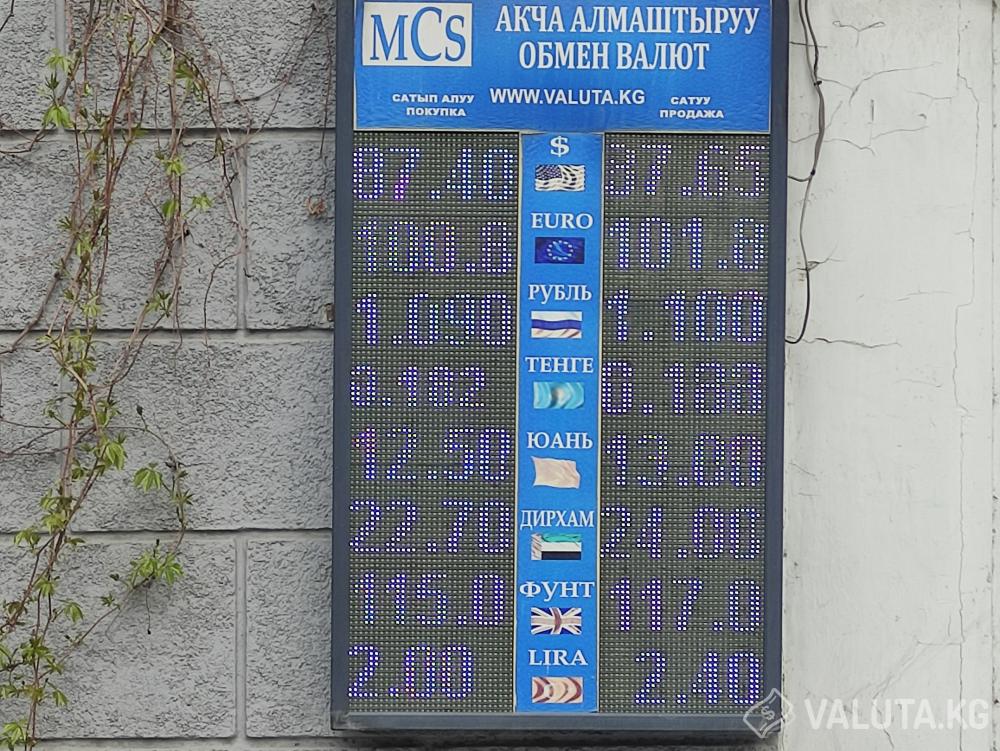 MCS
АКЧА АЛМАШТЫРУУ
ОБМЕН ВАЛЮТ
САТЫП АЛУУ WWW.VALUTA.KG САТУУ
ПОКУПКА ПРОДАЖА
87.40 $ 87.65
100.8 EURO 101.8
1.090 РУБЛЬ 1.100
0.182 ТЕНГЕ 0.188
12.50 ЮАНЬ 13.00
22.70 ДИРХАМ 24.00
115.0 ФУНТ 117.0
2.00 LIRA 2.40
VALUTA.KG